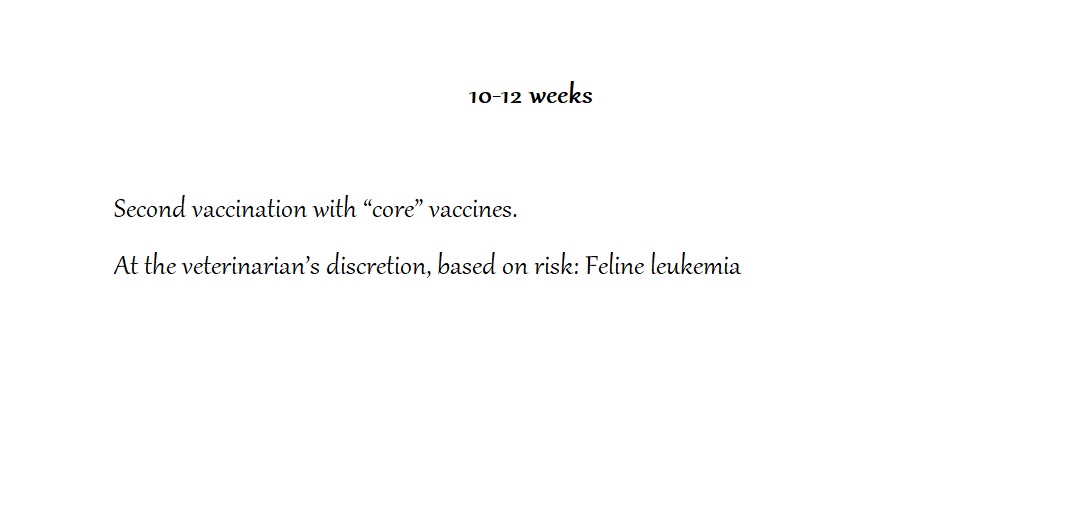 10-12 weeks
Second vaccination with “core” vaccines.
At the veterinarian’s discretion, based on risk: Feline leukemia